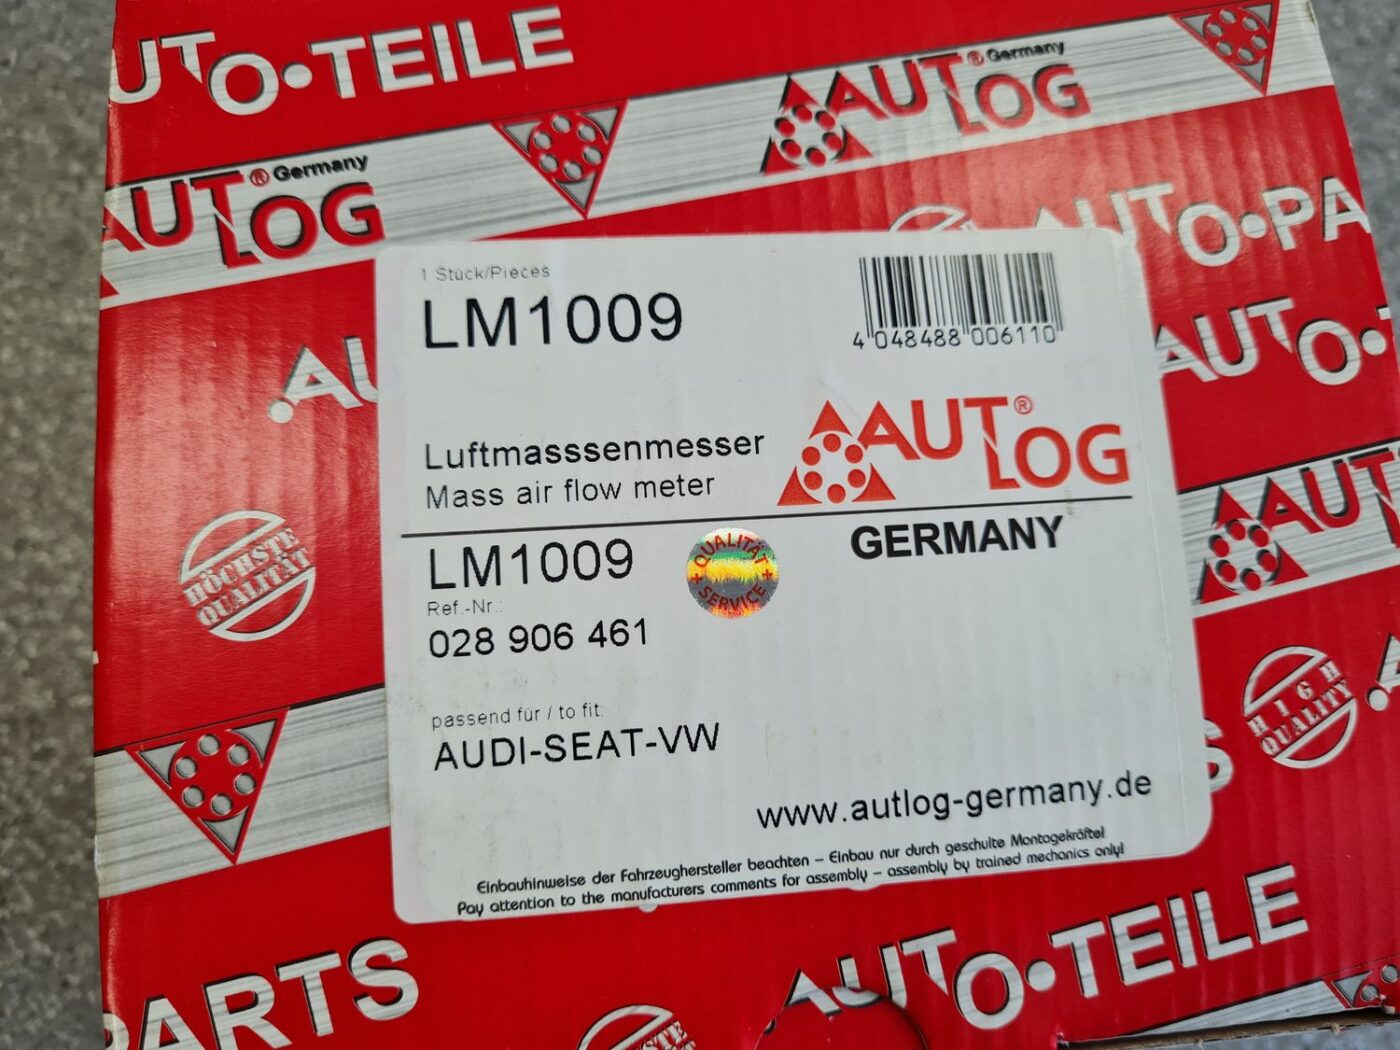 UTO•TEILE
AUTLOG® Germany
AUTLOG® Germany
AUTO•PA
AUTO•
AU
1 Stück/Pieces
LM1009
4 048488 006110
Luftmasssenmesser
Mass air flow meter
AUTLOG®
GERMANY
LM1009
QUALITÄT
SERVICE
Ref.-Nr.:
028 906 461
passend für / to fit:
AUDI-SEAT-VW
www.autlog-germany.de
Einbauhinweise der Fahrzeughersteller beachten – Einbau nur durch geschulte Montagekräfte!
Pay attention to the manufacturers comments for assembly – assembly by trained mechanics only!
HÖCHSTE
QUALITÄT
AUT
HIGH
QUALITY
S
PARTS
AUTO•TEILE